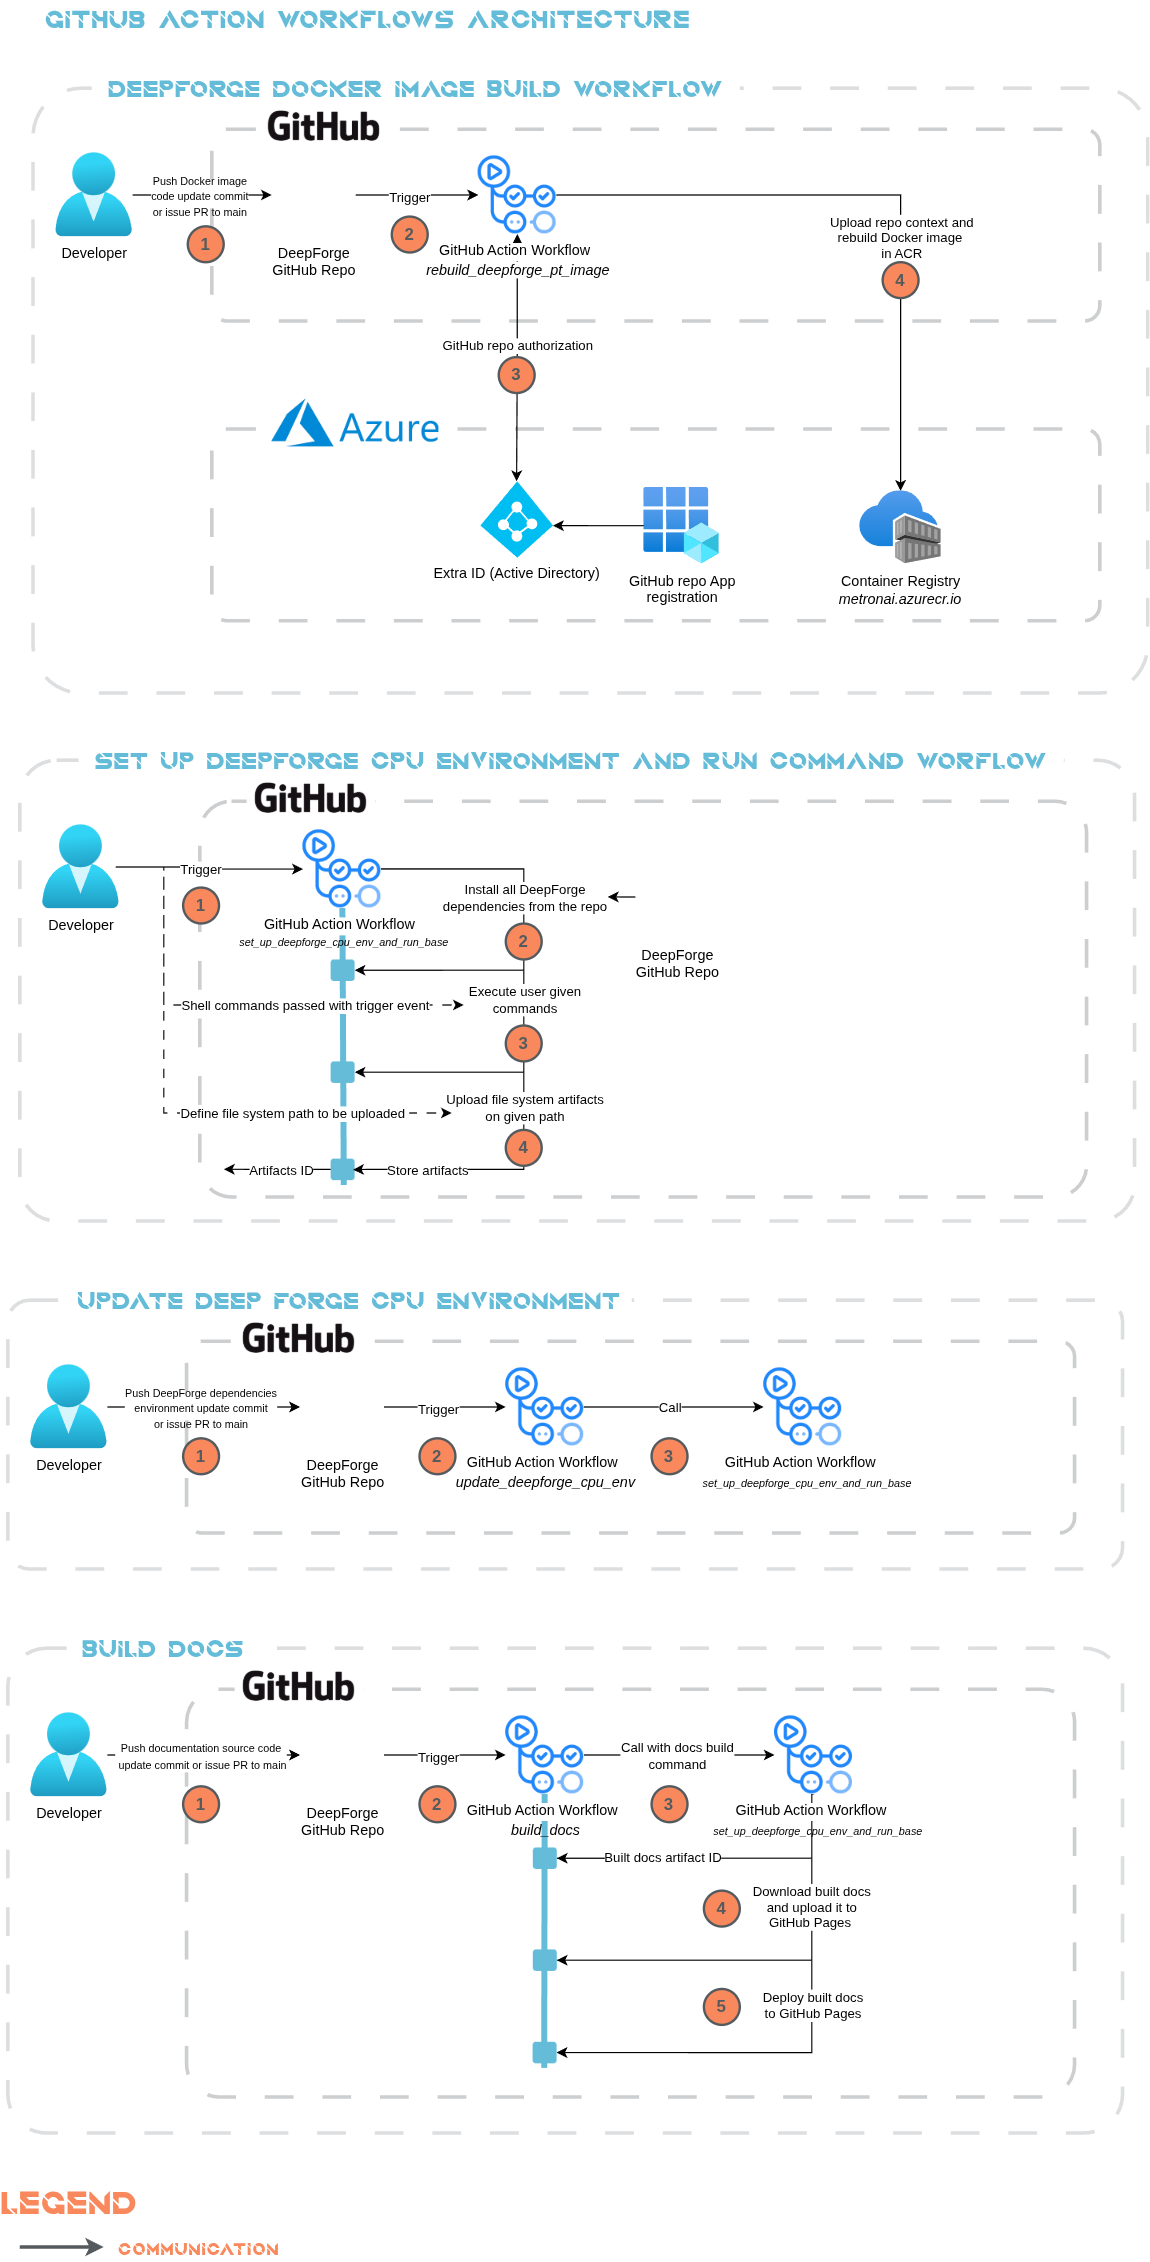 GITHUB ACTION WORKFLOWS ARCHITECTURE
DEEPFORGE DOCKER IMAGE BUILD WORKFLOW
GitHub
Push Docker image
code update commit
or issue PR to main
1
Developer
DeepForge
GitHub Repo
Trigger
2
GitHub Action Workflow
rebuild_deepforge_pt_image
Upload repo context and
rebuild Docker image
in ACR
4
GitHub repo authorization
3
Azure
Extra ID (Active Directory)
GitHub repo App
registration
Container Registry
metronai.azurecr.io
SET UP DEEPFORGE CPU ENVIRONMENT AND RUN COMMAND WORKFLOW
GitHub
Developer
Trigger
1
GitHub Action Workflow
set_up_deepforge_cpu_env_and_run_base
Install all DeepForge
dependencies from the repo
2
DeepForge
GitHub Repo
Shell commands passed with trigger event
Execute user given
commands
3
Define file system path to be uploaded
Upload file system artifacts
on given path
4
Artifacts ID
Store artifacts
UPDATE DEEP FORGE CPU ENVIRONMENT
GitHub
Push DeepForge dependencies
environment update commit
or issue PR to main
1
Developer
DeepForge
GitHub Repo
Trigger
2
GitHub Action Workflow
update_deepforge_cpu_env
Call
3
GitHub Action Workflow
set_up_deepforge_cpu_env_and_run_base
BUILD DOCS
GitHub
Push documentation source code
update commit or issue PR to main
1
Developer
DeepForge
GitHub Repo
Trigger
2
GitHub Action Workflow
build_docs
Call with docs build
command
3
GitHub Action Workflow
set_up_deepforge_cpu_env_and_run_base
Built docs artifact ID
4
Download built docs
and upload it to
GitHub Pages
5
Deploy built docs
to GitHub Pages
LEGEND
COMMUNICATION